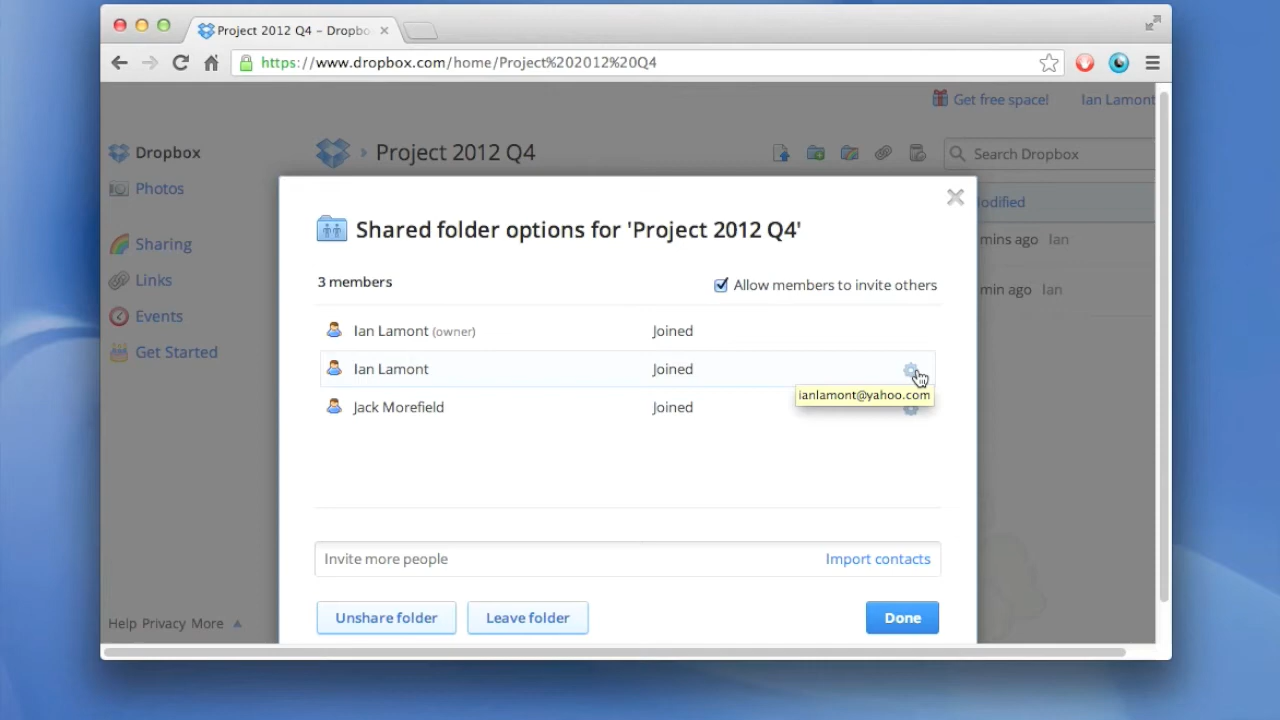 Project 2012 Q4 – Dropbo
https://www.dropbox.com/home/Project%202012%20Q4
Get free space!
Ian Lamont
Dropbox
Project 2012 Q4
Search Dropbox
Photos
odified
Shared folder options for 'Project 2012 Q4'
Sharing
mins ago Ian
3 members
Allow members to invite others
Links
min ago Ian
Events
Ian Lamont (owner) Joined
Get Started
Ian Lamont Joined
ianlamont@yahoo.com
Jack Morefield Joined
Invite more people
Import contacts
Unshare folder
Leave folder
Done
Help Privacy More